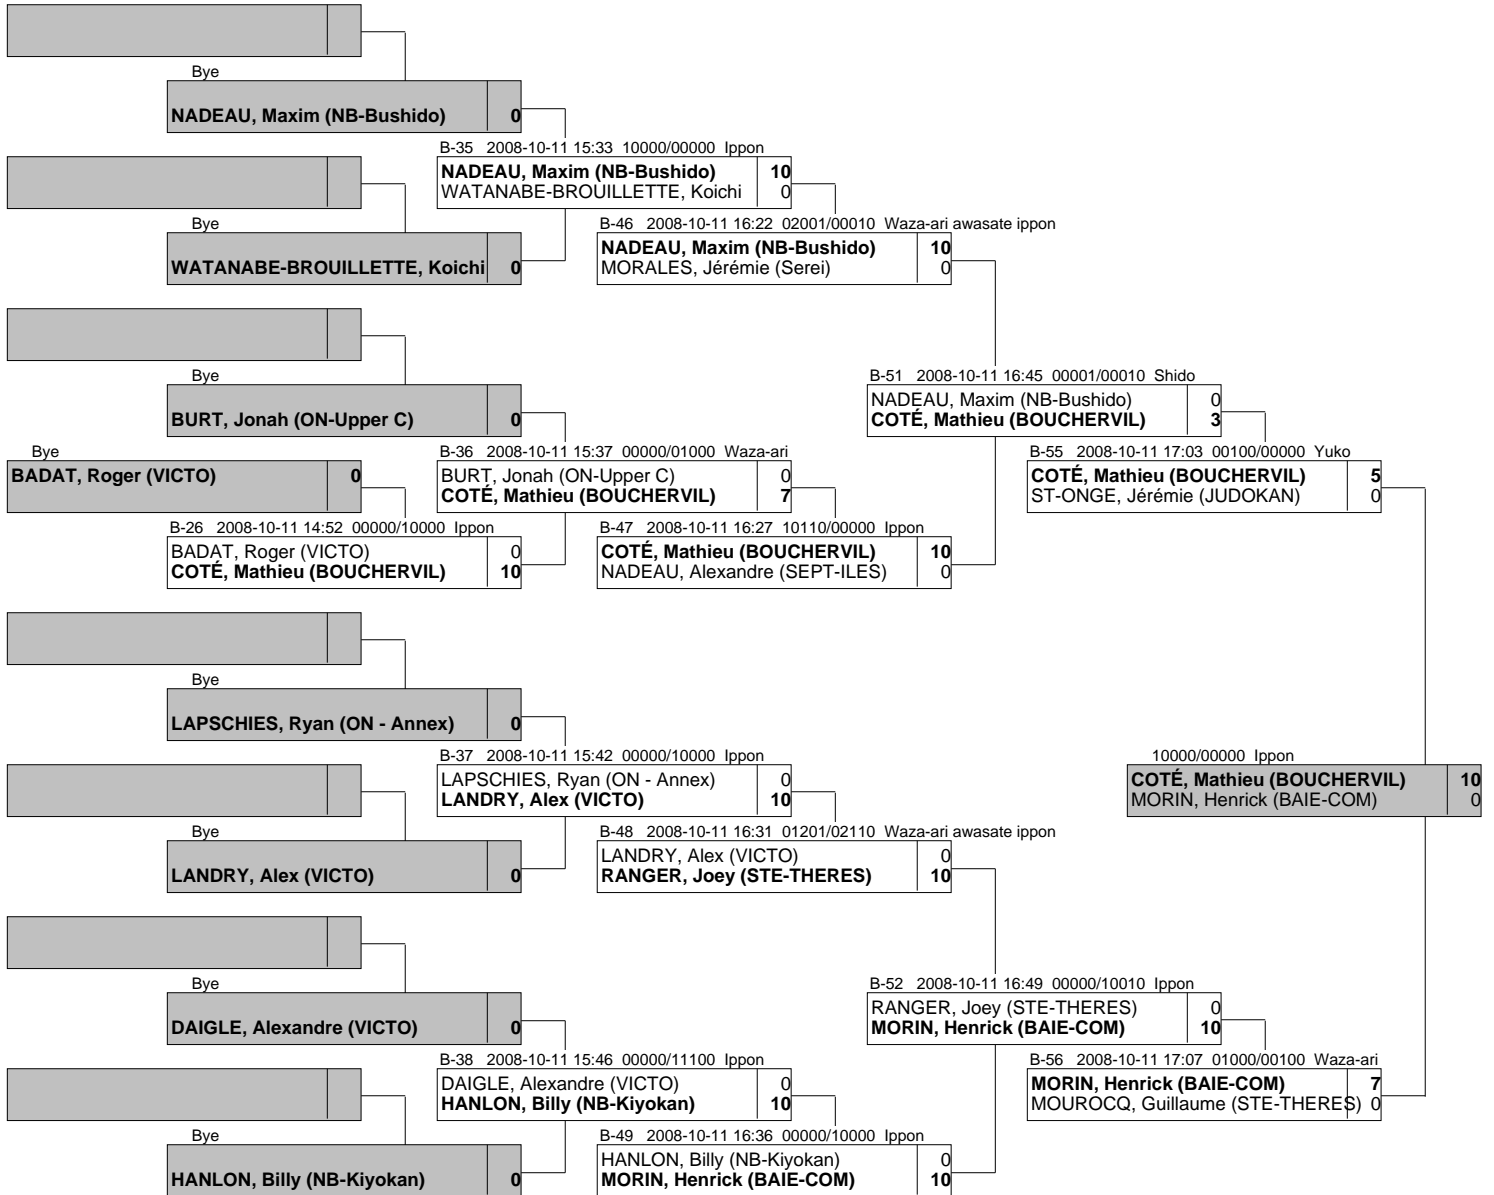 Bye
NADEAU, Maxim (NB-Bushido) 0
B-35 2008-10-11 15:33 10000/00000 Ippon
NADEAU, Maxim (NB-Bushido) 10
WATANABE-BROUILLETTE, Koichi 0
Bye
WATANABE-BROUILLETTE, Koichi 0
B-46 2008-10-11 16:22 02001/00010 Waza-ari awasate ippon
NADEAU, Maxim (NB-Bushido) 10
MORALES, Jérémie (Serei) 0
Bye
BURT, Jonah (ON-Upper C) 0
B-51 2008-10-11 16:45 00001/00010 Shido
NADEAU, Maxim (NB-Bushido) 0
COTÉ, Mathieu (BOUCHERVIL) 3
Bye
BADAT, Roger (VICTO) 0
B-36 2008-10-11 15:37 00000/01000 Waza-ari
BURT, Jonah (ON-Upper C) 0
COTÉ, Mathieu (BOUCHERVIL) 7
B-55 2008-10-11 17:03 00100/00000 Yuko
COTÉ, Mathieu (BOUCHERVIL) 5
ST-ONGE, Jérémie (JUDOKAN) 0
B-26 2008-10-11 14:52 00000/10000 Ippon
BADAT, Roger (VICTO) 0
COTÉ, Mathieu (BOUCHERVIL) 10
B-47 2008-10-11 16:27 10110/00000 Ippon
COTÉ, Mathieu (BOUCHERVIL) 10
NADEAU, Alexandre (SEPT-ILES) 0
Bye
LAPSCHIES, Ryan (ON - Annex) 0
B-37 2008-10-11 15:42 00000/10000 Ippon
LAPSCHIES, Ryan (ON - Annex) 0
LANDRY, Alex (VICTO) 10
10000/00000 Ippon
COTÉ, Mathieu (BOUCHERVIL) 10
MORIN, Henrick (BAIE-COM) 0
Bye
LANDRY, Alex (VICTO) 0
B-48 2008-10-11 16:31 01201/02110 Waza-ari awasate ippon
LANDRY, Alex (VICTO) 0
RANGER, Joey (STE-THERES) 10
Bye
DAIGLE, Alexandre (VICTO) 0
B-52 2008-10-11 16:49 00000/10010 Ippon
RANGER, Joey (STE-THERES) 0
MORIN, Henrick (BAIE-COM) 10
B-38 2008-10-11 15:46 00000/11100 Ippon
DAIGLE, Alexandre (VICTO) 0
HANLON, Billy (NB-Kiyokan) 10
B-56 2008-10-11 17:07 01000/00100 Waza-ari
MORIN, Henrick (BAIE-COM) 7
MOUROCQ, Guillaume (STE-THERES) 0
Bye
HANLON, Billy (NB-Kiyokan) 0
B-49 2008-10-11 16:36 00000/10000 Ippon
HANLON, Billy (NB-Kiyokan) 0
MORIN, Henrick (BAIE-COM) 10